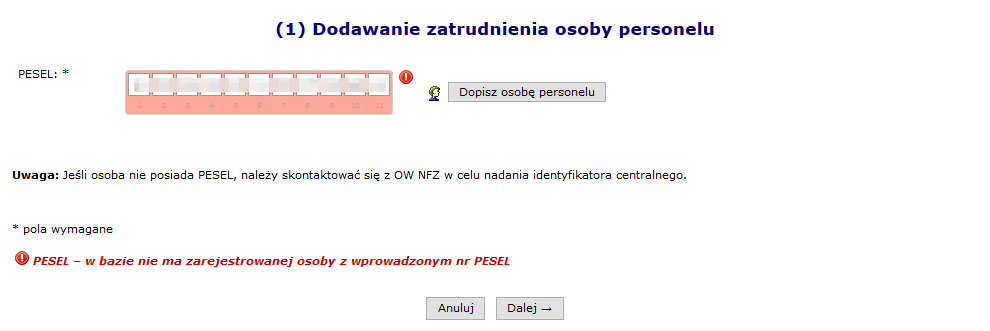 (1) Dodawanie zatrudnienia osoby personelu
PESEL: *
1 2 3 4 5 6 7 8 9 10 11
Dopisz osobę personelu
Uwaga: Jeśli osoba nie posiada PESEL, należy skontaktować się z OW NFZ w celu nadania identyfikatora centralnego.
* pola wymagane
PESEL – w bazie nie ma zarejestrowanej osoby z wprowadzonym nr PESEL
Anuluj Dalej →